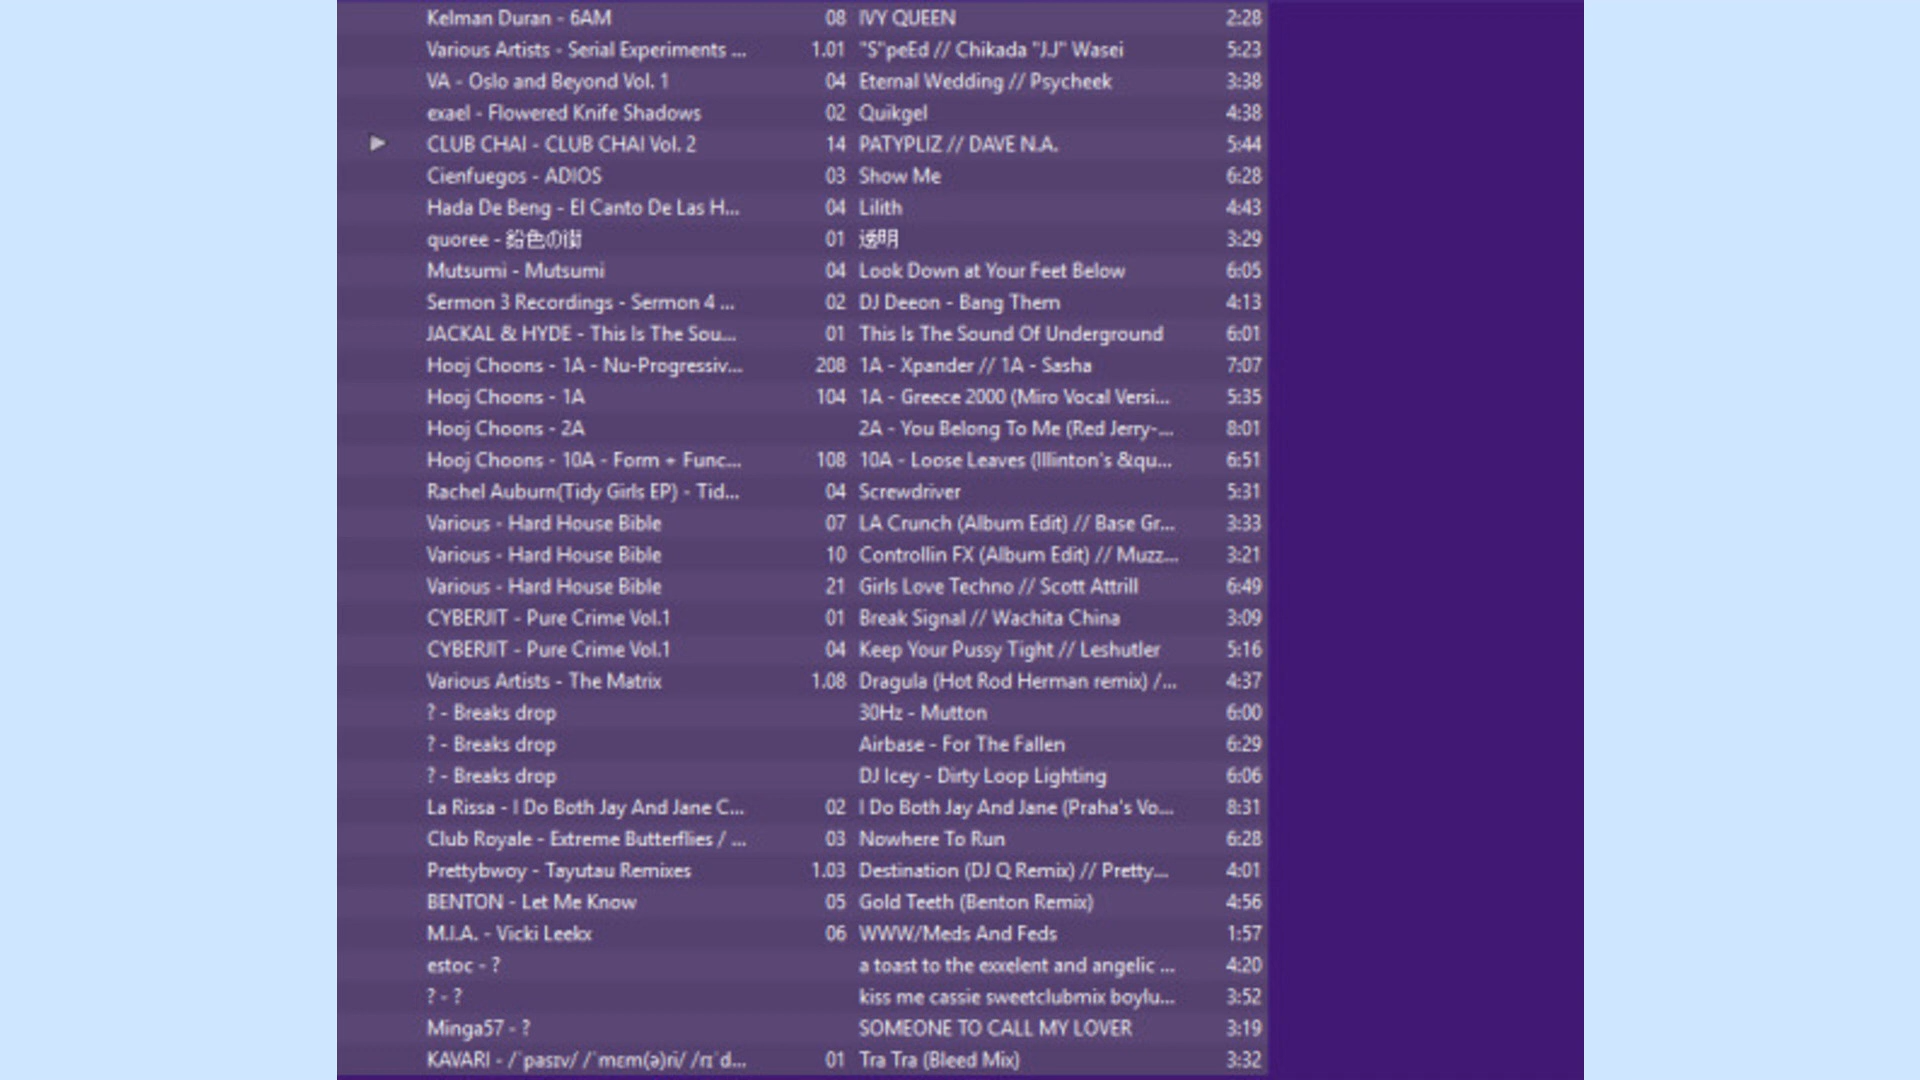 Kelman Duran - 6AM 08 IVY QUEEN 2:28
Various Artists - Serial Experiments ... 1.01 "S"peEd // Chikada "J.J" Wasei 5:23
VA - Oslo and Beyond Vol. 1 04 Eternal Wedding // Psycheek 3:38
exael - Flowered Knife Shadows 02 Quikgel 4:38
CLUB CHAI - CLUB CHAI Vol. 2 14 PATYPLIZ // DAVE N.A. 5:44
Cienfuegos - ADIOS 03 Show Me 6:28
Hada De Beng - El Canto De Las H... 04 Lilith 4:43
quoree - 鉛色の街 01 透明 3:29
Mutsumi - Mutsumi 04 Look Down at Your Feet Below 6:05
Sermon 3 Recordings - Sermon 4 ... 02 DJ Deeon - Bang Them 4:13
JACKAL & HYDE - This Is The Sou... 01 This Is The Sound Of Underground 6:01
Hooj Choons - 1A - Nu-Progressiv... 208 1A - Xpander // 1A - Sasha 7:07
Hooj Choons - 1A 104 1A - Greece 2000 (Miro Vocal Versi... 5:35
Hooj Choons - 2A 2A - You Belong To Me (Red Jerry-... 8:01
Hooj Choons - 10A - Form + Func... 108 10A - Loose Leaves (Illinton's &qu... 6:51
Rachel Auburn(Tidy Girls EP) - Tid... 04 Screwdriver 5:31
Various - Hard House Bible 07 LA Crunch (Album Edit) // Base Gr... 3:33
Various - Hard House Bible 10 Controllin FX (Album Edit) // Muzz... 3:21
Various - Hard House Bible 21 Girls Love Techno // Scott Attrill 6:49
CYBERJIT - Pure Crime Vol.1 01 Break Signal // Wachita China 3:09
CYBERJIT - Pure Crime Vol.1 04 Keep Your Pussy Tight // Leshutler 5:16
Various Artists - The Matrix 1.08 Dragula (Hot Rod Herman remix) /... 4:37
? - Breaks drop 30Hz - Mutton 6:00
? - Breaks drop Airbase - For The Fallen 6:29
? - Breaks drop DJ Icey - Dirty Loop Lighting 6:06
La Rissa - I Do Both Jay And Jane C... 02 I Do Both Jay And Jane (Praha's Vo... 8:31
Club Royale - Extreme Butterflies / ... 03 Nowhere To Run 6:28
Prettybwoy - Tayutau Remixes 1.03 Destination (DJ Q Remix) // Pretty... 4:01
BENTON - Let Me Know 05 Gold Teeth (Benton Remix) 4:56
M.I.A. - Vicki Leekx 06 WWW/Meds And Feds 1:57
estoc - ? a toast to the exxelent and angelic ... 4:20
? - ? kiss me cassie sweetclubmix boylu... 3:52
Minga57 - ? SOMEONE TO CALL MY LOVER 3:19
KAVARI - /ˈpasɪv/ /ˈmɛm(ə)ri/ /rɪˈd... 01 Tra Tra (Bleed Mix) 3:32